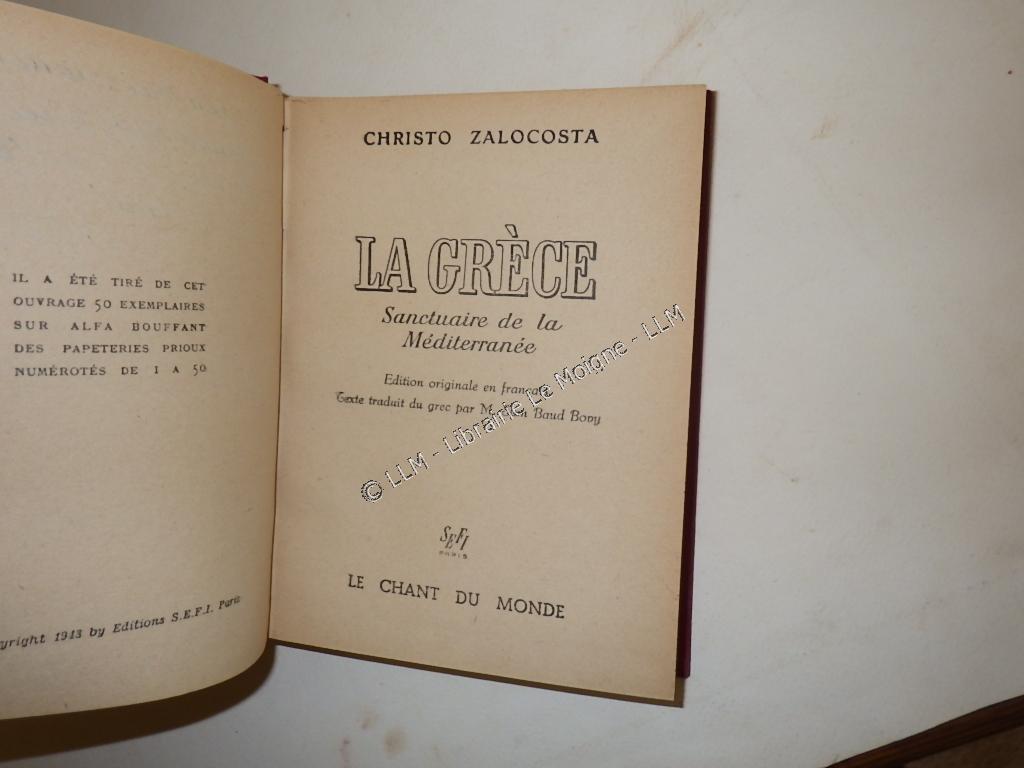 IL A ÉTÉ TIRÉ DE CET
OUVRAGE 50 EXEMPLAIRES
SUR ALFA BOUFFANT
DES PAPETERIES PRIOUX
NUMÉROTÉS DE 1 A 50
1943 by Editions S.E.F.I. Paris
CHRISTO ZALOCOSTA
LA GRÈCE
Sanctuaire de la
Méditerranée
Edition originale en français
Texte traduit du grec par M. Baud Bovy
SEFI
PARIS
LE CHANT DU MONDE
© LLM - Librairie Le Moigne - LLM